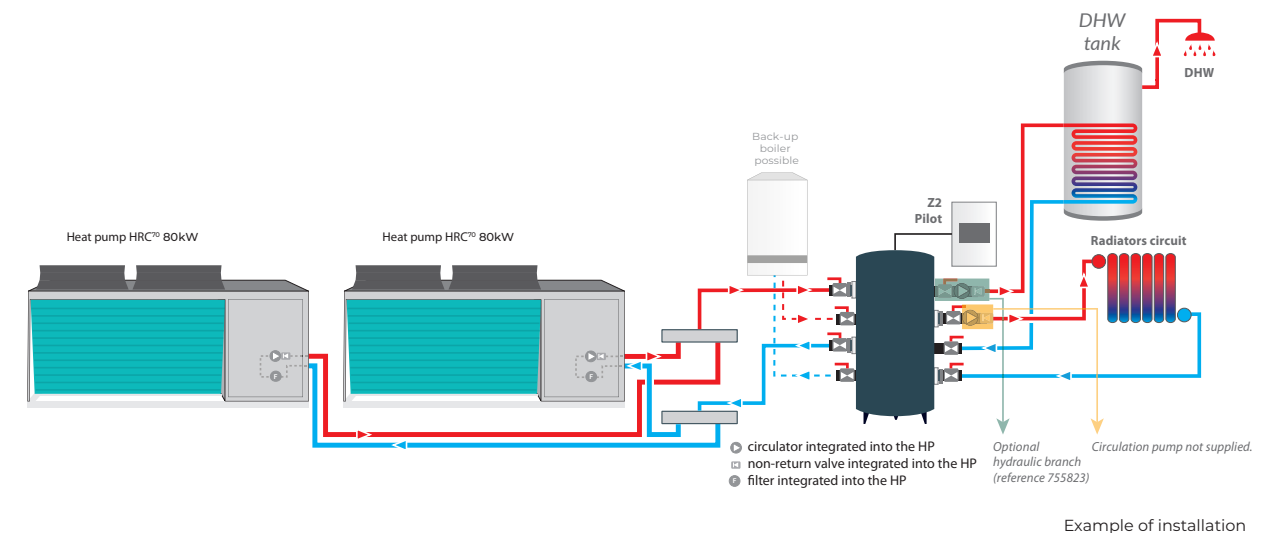 DHW
tank
DHW
Back-up
boiler
possible
Z2
Pilot
Heat pump HRC⁷⁰ 80kW
Heat pump HRC⁷⁰ 80kW
Radiators circuit
F
F
circulator integrated into the HP
non-return valve integrated into the HP
F filter integrated into the HP
Optional
hydraulic branch
(reference 755823)
Circulation pump not supplied.
Example of installation